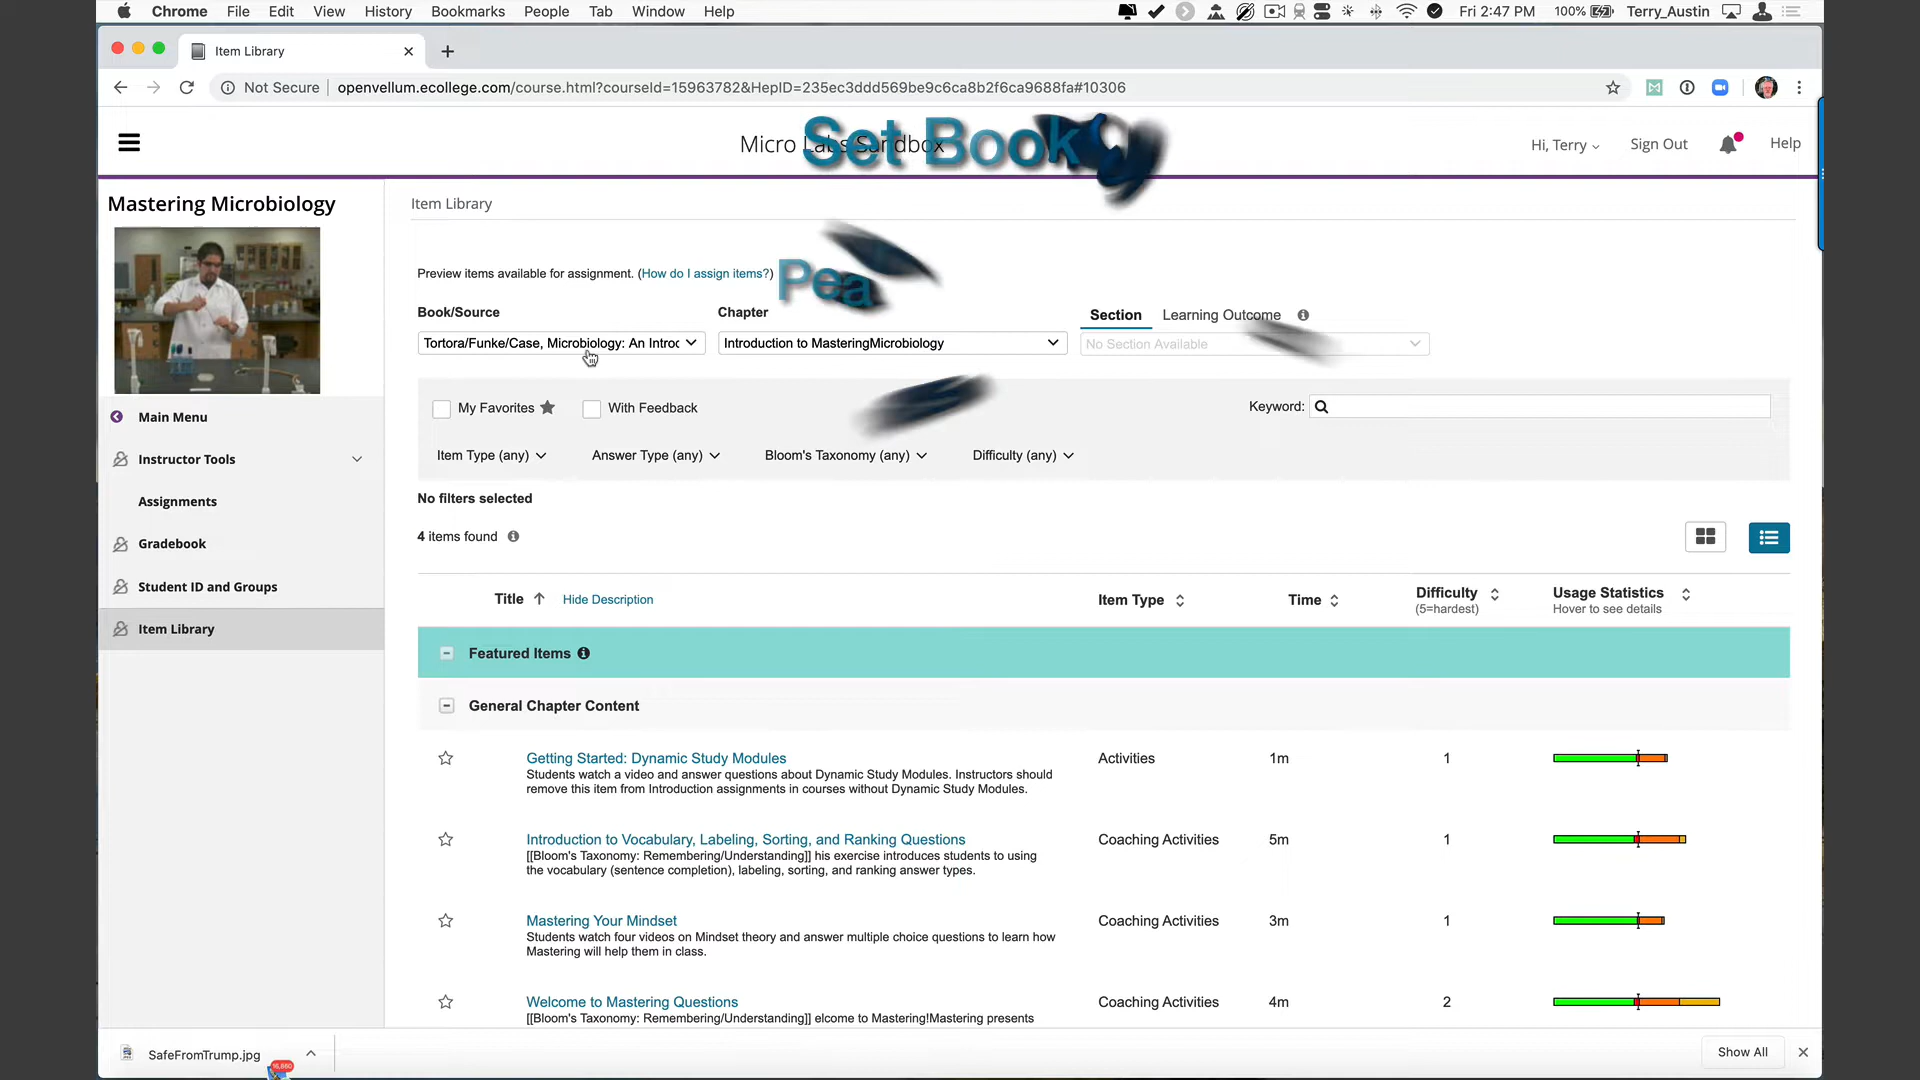 Chrome File Edit View History Bookmarks People Tab Window Help Fri 2:47 PM 100% Terry_Austin
Item Library
Not Secure openvellum.ecollege.com/course.html?courseId=15963782&HepID=235ec3ddd569be9c6ca8b2f6ca9688fa#10306
Micro Labs Sandbox
Set Book
Hi, Terry Sign Out Help
Mastering Microbiology
Item Library
Preview items available for assignment. (How do I assign items?)
Pea
Book/Source Chapter Section Learning Outcome
Tortora/Funke/Case, Microbiology: An Introc Introduction to MasteringMicrobiology No Section Available
My Favorites With Feedback Keyword:
Item Type (any) Answer Type (any) Bloom's Taxonomy (any) Difficulty (any)
Main Menu
Instructor Tools
Assignments
Gradebook
Student ID and Groups
Item Library
No filters selected
4 items found
Title Hide Description Item Type Time Difficulty Usage Statistics
(5=hardest) Hover to see details
Featured Items
General Chapter Content
Getting Started: Dynamic Study Modules Activities 1m 1
Students watch a video and answer questions about Dynamic Study Modules. Instructors should
remove this item from Introduction assignments in courses without Dynamic Study Modules.
Introduction to Vocabulary, Labeling, Sorting, and Ranking Questions Coaching Activities 5m 1
[[Bloom's Taxonomy: Remembering/Understanding]] his exercise introduces students to using
the vocabulary (sentence completion), labeling, sorting, and ranking answer types.
Mastering Your Mindset Coaching Activities 3m 1
Students watch four videos on Mindset theory and answer multiple choice questions to learn how
Mastering will help them in class.
Welcome to Mastering Questions Coaching Activities 4m 2
[[Bloom's Taxonomy: Remembering/Understanding]] elcome to Mastering!Mastering presents
SafeFromTrump.jpg Show All